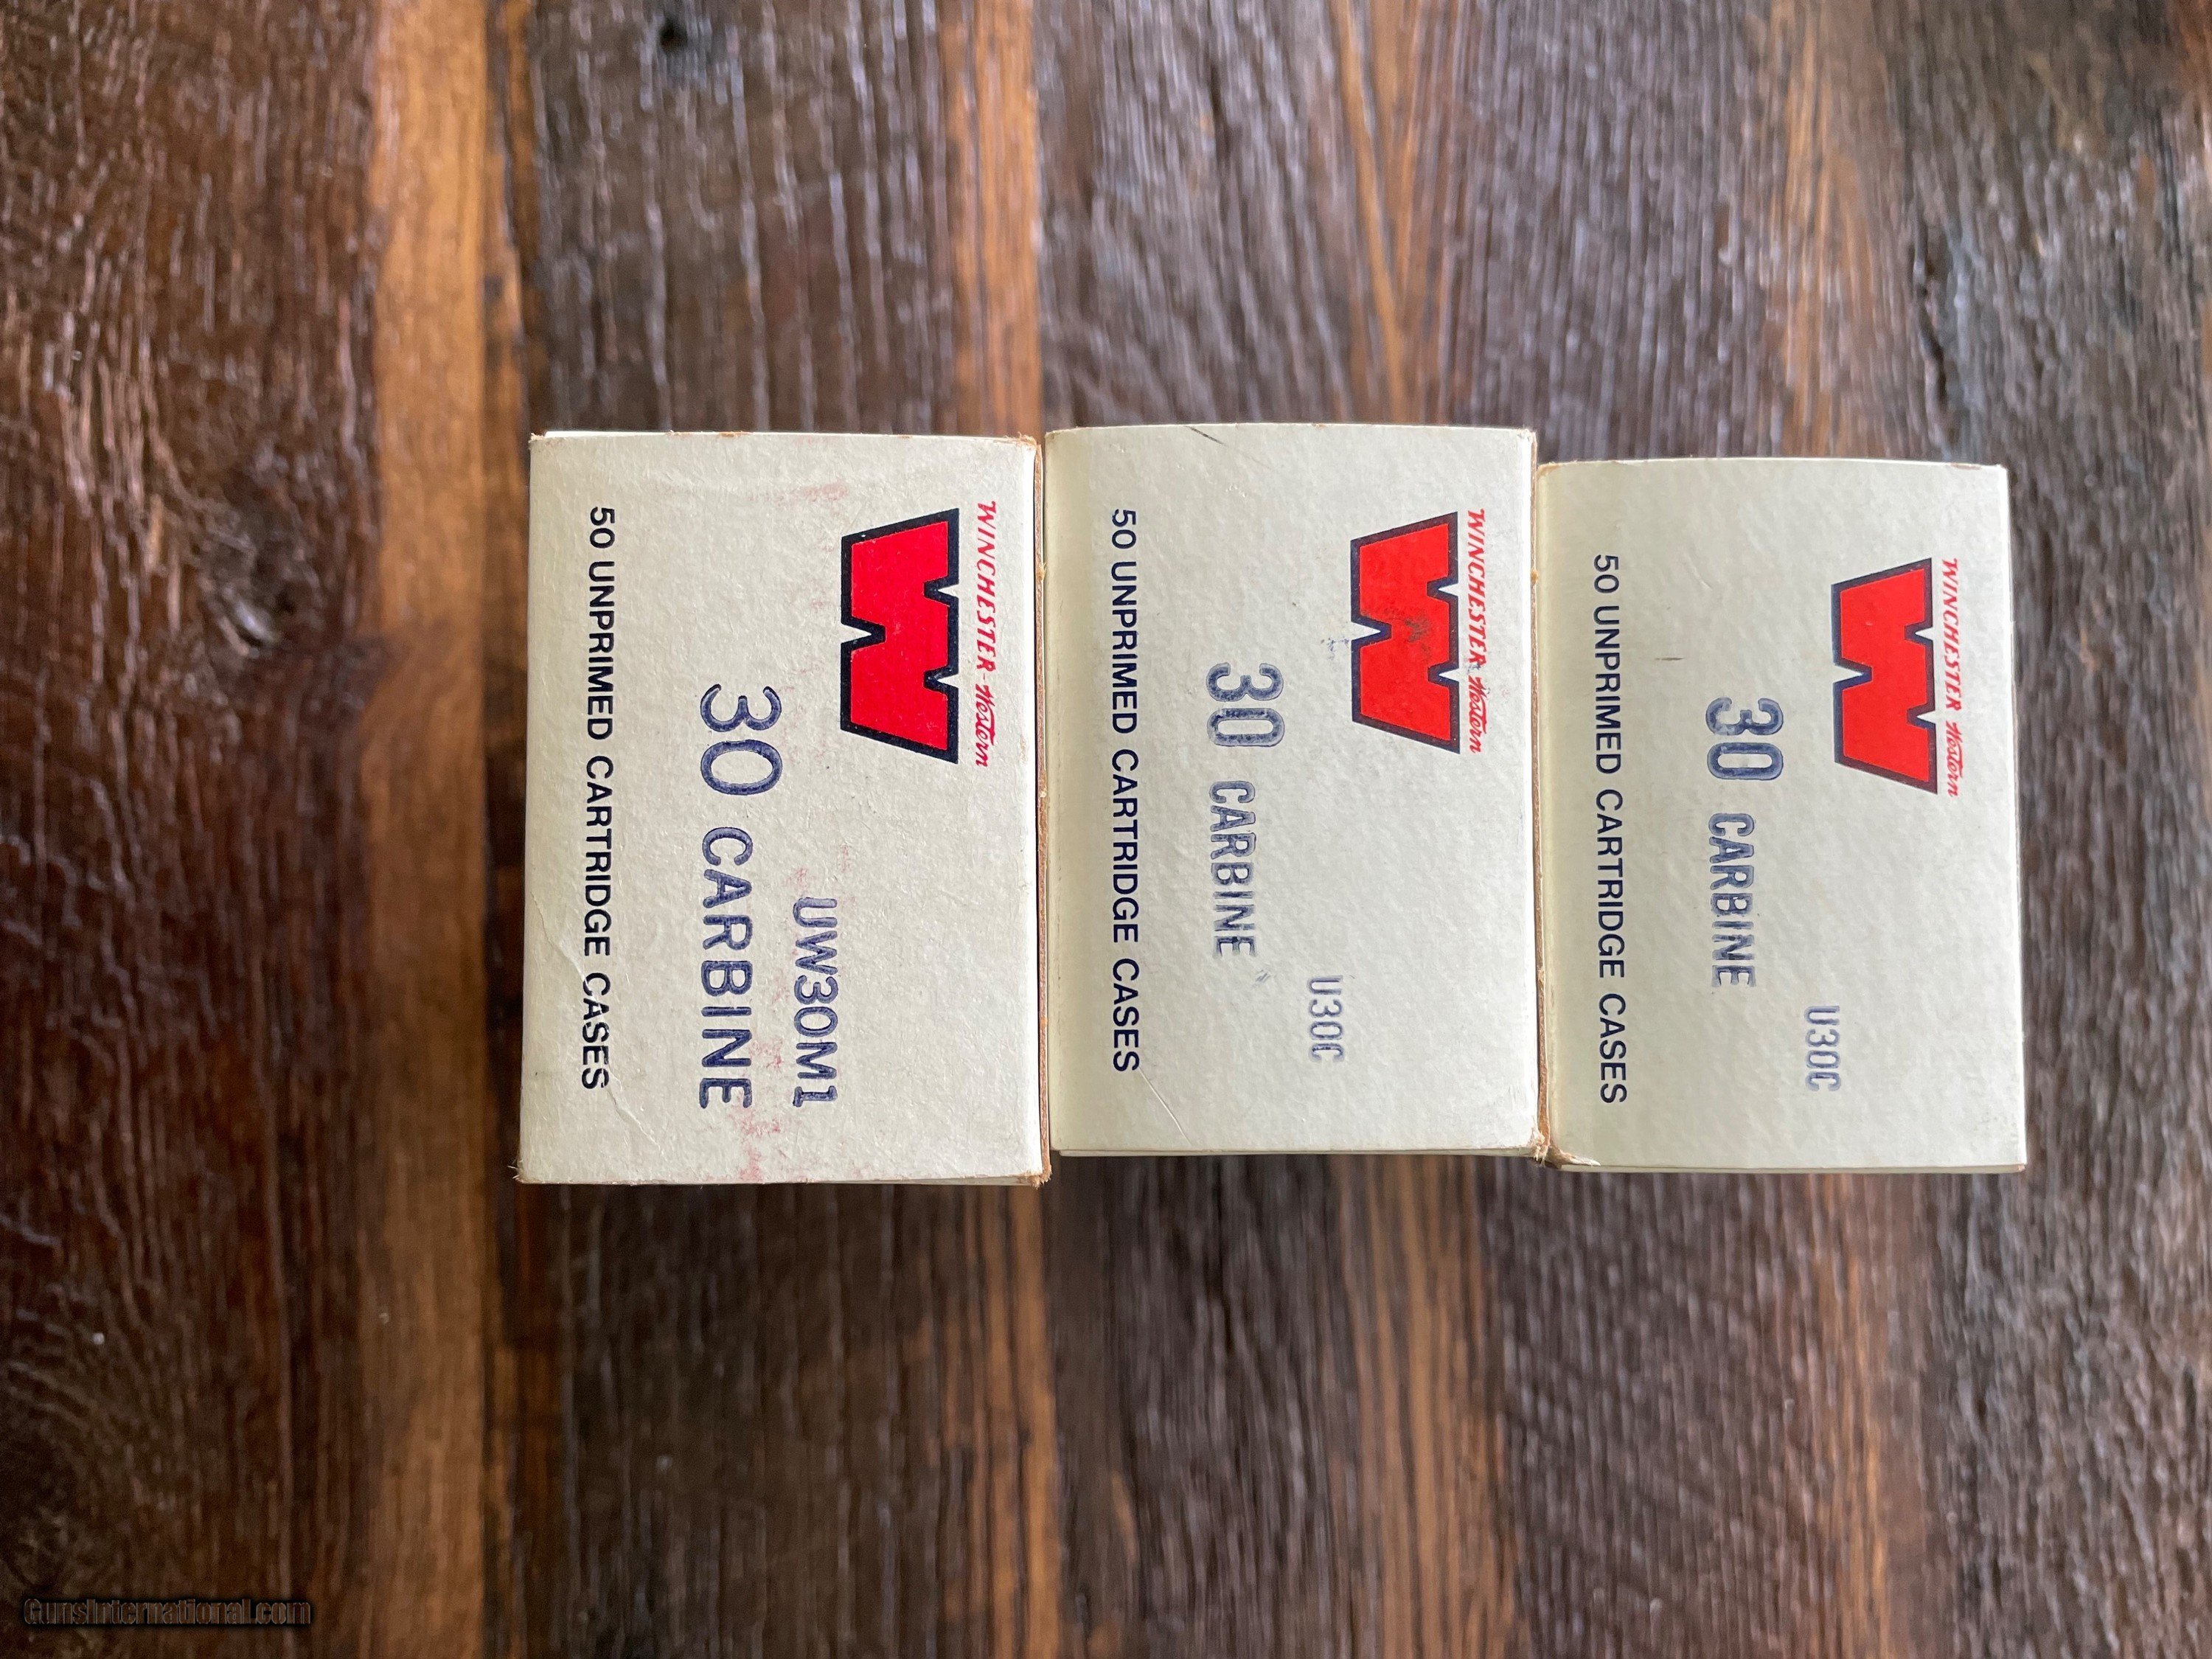 WINCHESTER-Western
W
UW30M1
30 CARBINE
50 UNPRIMED CARTRIDGE CASES
WINCHESTER Western
W
U30C
30 CARBINE
50 UNPRIMED CARTRIDGE CASES
WINCHESTER Western
W
U30C
30 CARBINE
50 UNPRIMED CARTRIDGE CASES
GunsInternational.com